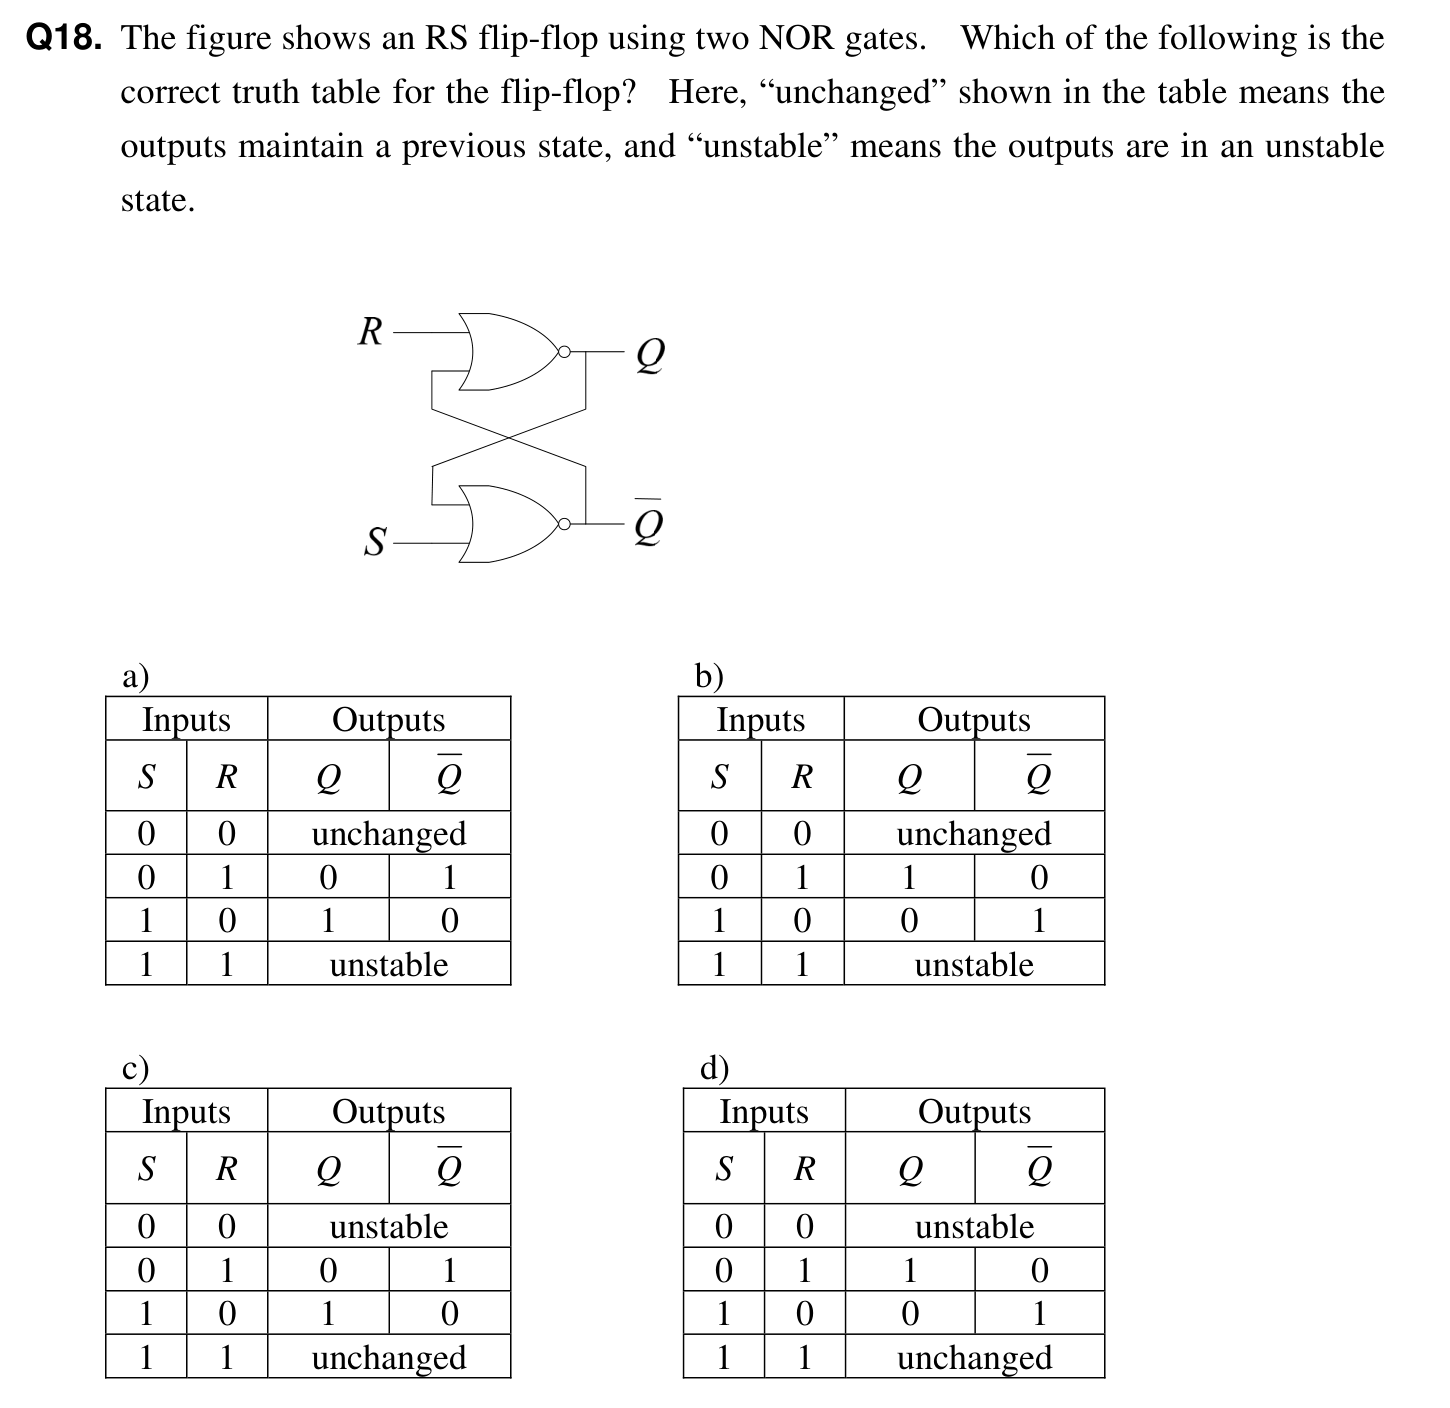 Q18. The figure shows an RS flip-flop using two NOR gates. Which of the following is the
correct truth table for the flip-flop? Here, “unchanged” shown in the table means the
outputs maintain a previous state, and “unstable” means the outputs are in an unstable
state.
R
Q
S
Q̅
a)
Inputs Outputs
S R Q Q̅
0 0 unchanged
0 1 0 1
1 0 1 0
1 1 unstable
b)
Inputs Outputs
S R Q Q̅
0 0 unchanged
0 1 1 0
1 0 0 1
1 1 unstable
c)
Inputs Outputs
S R Q Q̅
0 0 unstable
0 1 0 1
1 0 1 0
1 1 unchanged
d)
Inputs Outputs
S R Q Q̅
0 0 unstable
0 1 1 0
1 0 0 1
1 1 unchanged